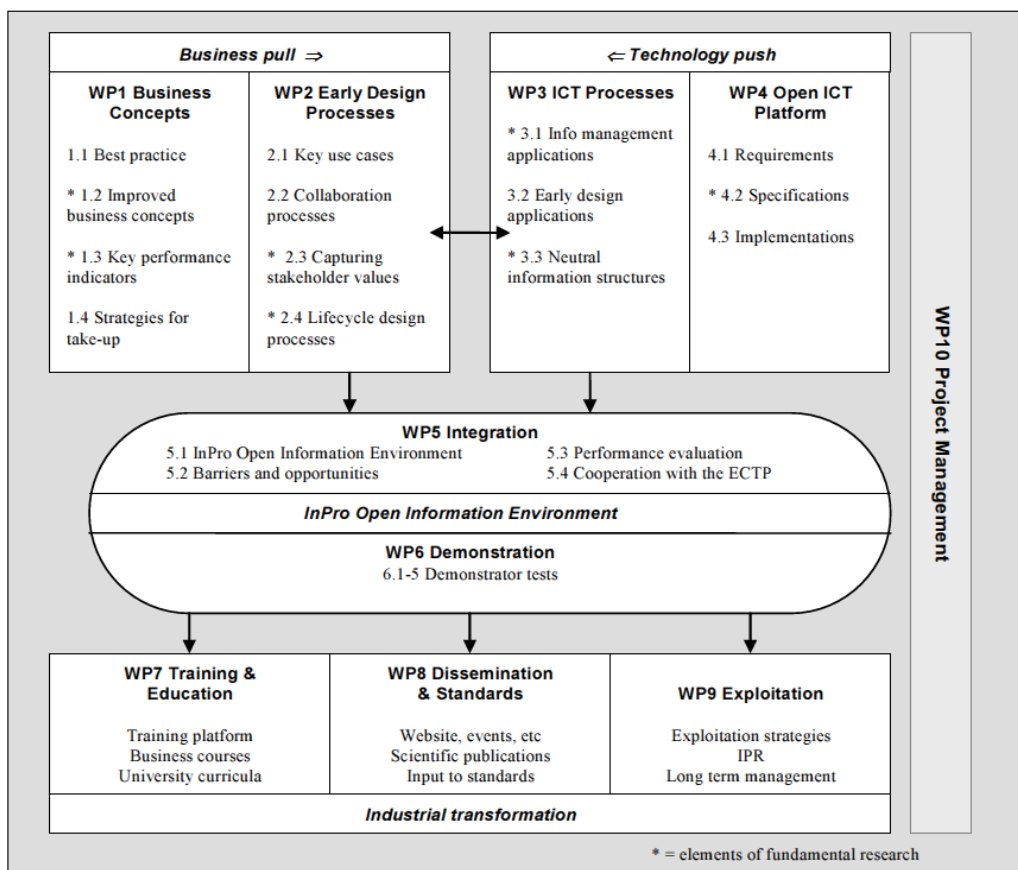 Business pull ⇒
WP1 Business
Concepts
1.1 Best practice
* 1.2 Improved
business concepts
* 1.3 Key performance
indicators
1.4 Strategies for
take-up
WP2 Early Design
Processes
2.1 Key use cases
2.2 Collaboration
processes
* 2.3 Capturing
stakeholder values
* 2.4 Lifecycle design
processes
⇐ Technology push
WP3 ICT Processes
* 3.1 Info management
applications
3.2 Early design
applications
* 3.3 Neutral
information structures
WP4 Open ICT
Platform
4.1 Requirements
* 4.2 Specifications
4.3 Implementations
WP5 Integration
5.1 InPro Open Information Environment
5.2 Barriers and opportunities
5.3 Performance evaluation
5.4 Cooperation with the ECTP
InPro Open Information Environment
WP6 Demonstration
6.1-5 Demonstrator tests
WP7 Training &
Education
Training platform
Business courses
University curricula
WP8 Dissemination
& Standards
Website, events, etc
Scientific publications
Input to standards
WP9 Exploitation
Exploitation strategies
IPR
Long term management
Industrial transformation
WP10 Project Management
* = elements of fundamental research